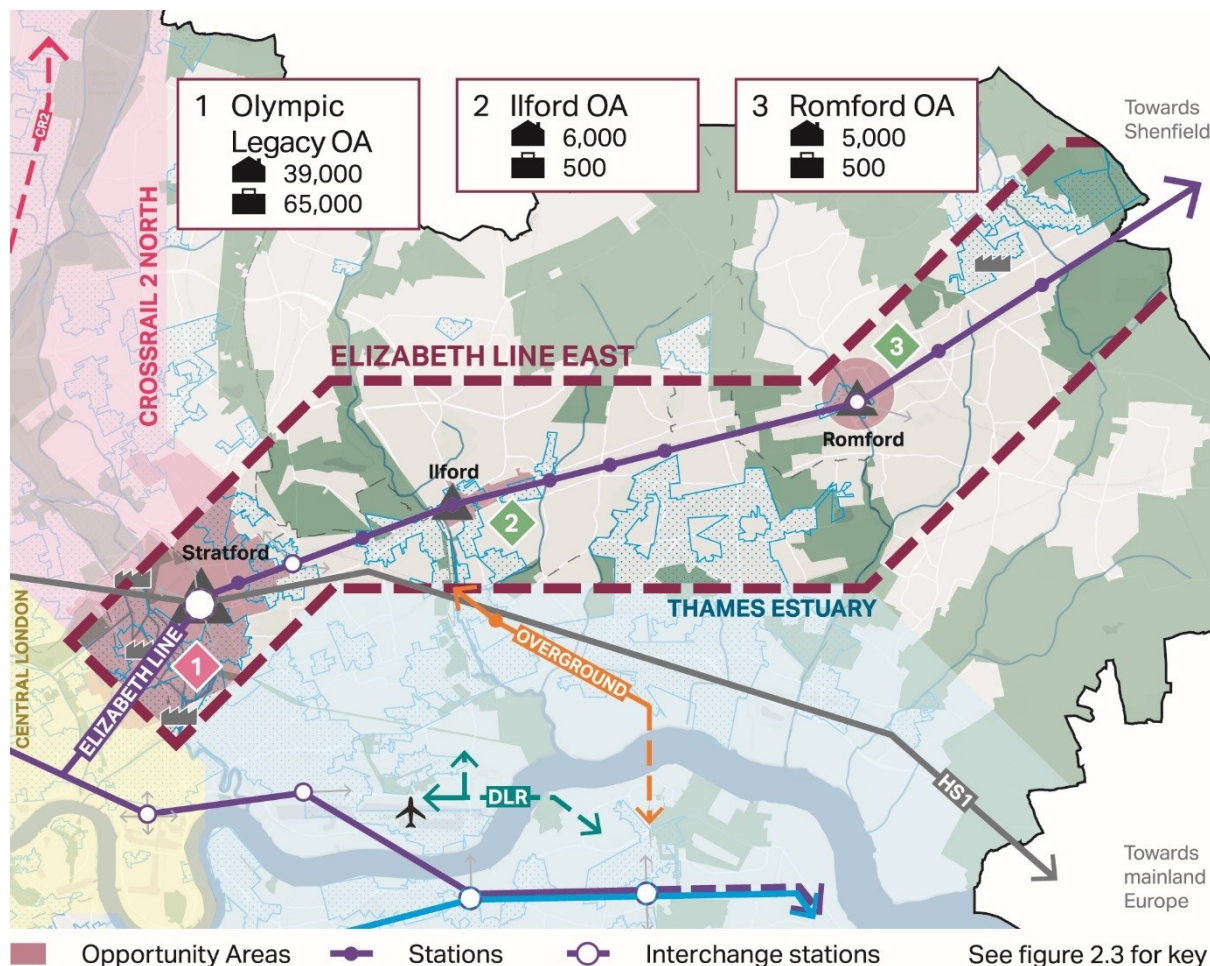 1 Olympic
Legacy OA
39,000
65,000
2 Ilford OA
6,000
500
3 Romford OA
5,000
500
Towards
Shenfield
CR2
CROSSRAIL 2 NORTH
ELIZABETH LINE EAST
3
Romford
Ilford
2
Stratford
THAMES ESTUARY
OVERGROUND
1
ELIZABETH LINE
CENTRAL LONDON
DLR
HS1
Towards
mainland
Europe
Opportunity Areas
Stations
Interchange stations
See figure 2.3 for key